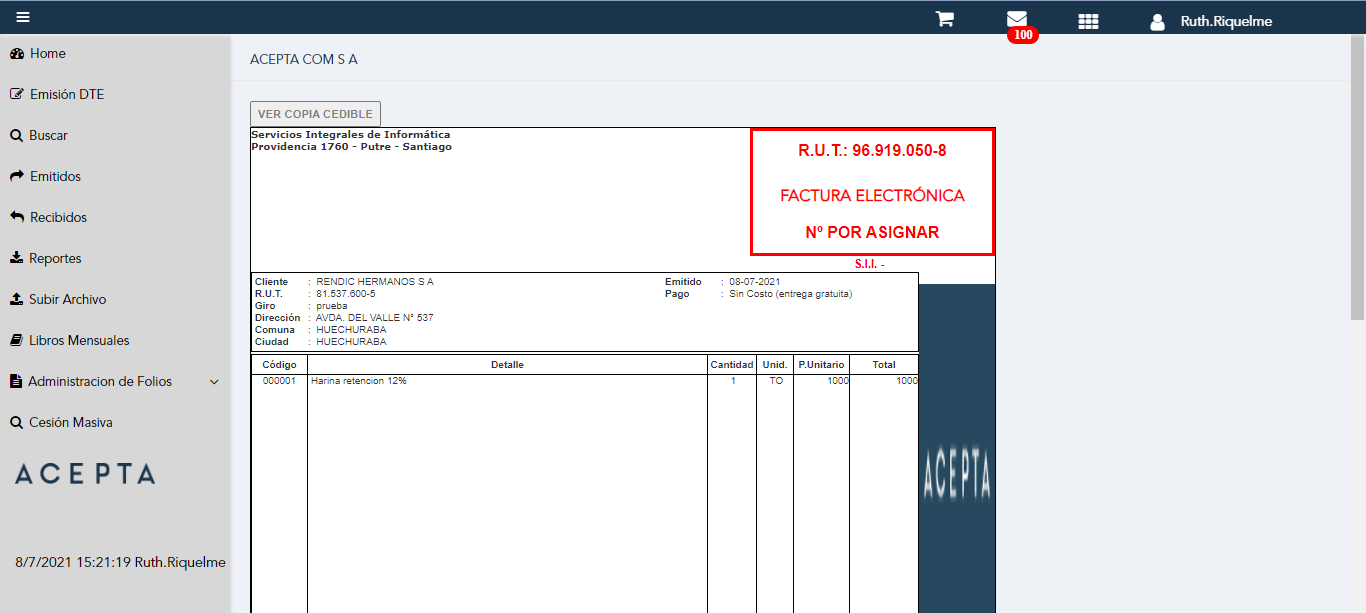 Ruth.Riquelme
100
Home
Emisión DTE
Buscar
Emitidos
Recibidos
Reportes
Subir Archivo
Libros Mensuales
Administracion de Folios
Cesión Masiva
ACEPTA
8/7/2021 15:21:19 Ruth.Riquelme
ACEPTA COM S A
VER COPIA CEDIBLE
Servicios Integrales de Informática
Providencia 1760 - Putre - Santiago
R.U.T.: 96.919.050-8
FACTURA ELECTRÓNICA
Nº POR ASIGNAR
S.I.I. -
Cliente : RENDIC HERMANOS S A Emitido : 08-07-2021
R.U.T. : 81.537.600-5 Pago : Sin Costo (entrega gratuita)
Giro : prueba
Dirección : AVDA. DEL VALLE N° 537
Comuna : HUECHURABA
Ciudad : HUECHURABA
Código Detalle Cantidad Unid. P.Unitario Total
000001 Harina retencion 12% 1 TO 1000 1000
ACEPTA